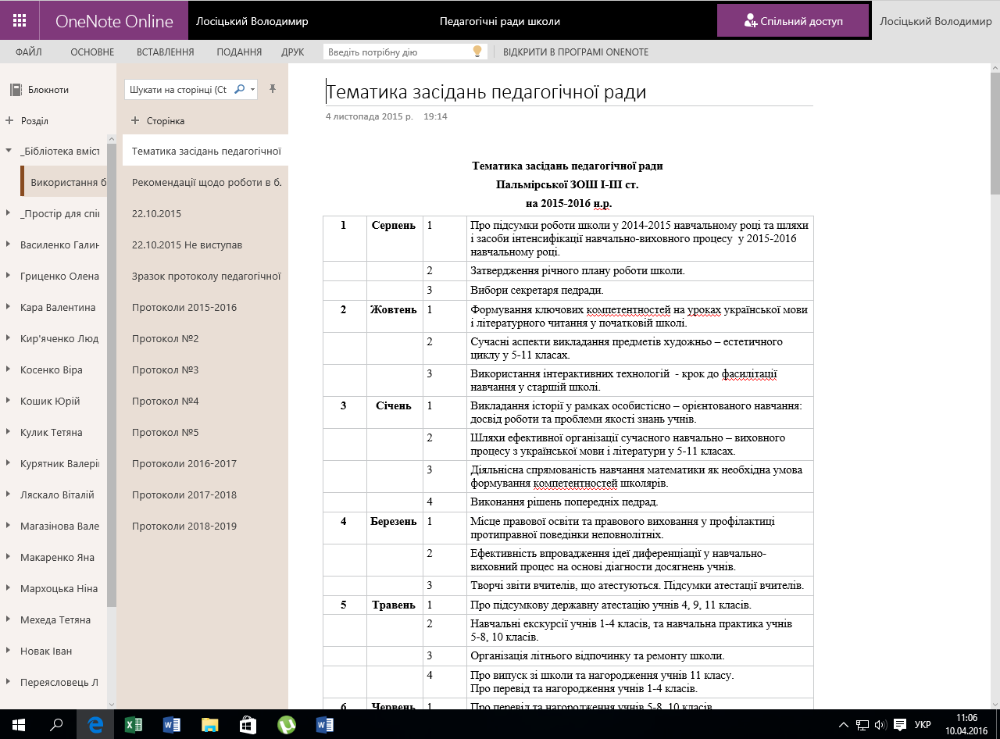 OneNote Online
Лосіцький Володимир
Педагогічні ради школи
Спільний доступ
Лосіцький Володимир
ФАЙЛ ОСНОВНЕ ВСТАВЛЕННЯ ПОДАННЯ ДРУК Введіть потрібну дію ВІДКРИТИ В ПРОГРАМІ ONENOTE
Блокноти
+ Розділ
_Бібліотека вміст
Використання б
_Простір для спі
Василенко Галин
Гриценко Олена
Кара Валентина
Кир'яченко Люд
Косенко Віра
Кошик Юрій
Кулик Тетяна
Курятник Валері
Ляскало Віталій
Магазінова Вале
Макаренко Яна
Мархоцька Ніна
Мехеда Тетяна
Новак Іван
Переясловець Л
Шукати на сторінці (Ct
+ Сторінка
Тематика засідань педагогічної
Рекомендації щодо роботи в б.
22.10.2015
22.10.2015 Не виступав
Зразок протоколу педагогічної
Протоколи 2015-2016
Протокол №2
Протокол №3
Протокол №4
Протокол №5
Протоколи 2016-2017
Протоколи 2017-2018
Протоколи 2018-2019
Тематика засідань педагогічної ради
4 листопада 2015 р. 19:14
Тематика засідань педагогічної ради
Пальмірської ЗОШ І-ІІІ ст.
на 2015-2016 н.р.
1 Серпень 1 Про підсумки роботи школи у 2014-2015 навчальному році та шляхи
і засоби інтенсифікації навчально-виховного процесу у 2015-2016
навчальному році.
2 Затвердження річного плану роботи школи.
3 Вибори секретаря педради.
2 Жовтень 1 Формування ключових компетентностей на уроках української мови
і літературного читання у початковій школі.
2 Сучасні аспекти викладання предметів художньо – естетичного
циклу у 5-11 класах.
3 Використання інтерактивних технологій - крок до фасилітації
навчання у старшій школі.
3 Січень 1 Викладання історії у рамках особистісно – орієнтованого навчання:
досвід роботи та проблеми якості знань учнів.
2 Шляхи ефективної організації сучасного навчально – виховного
процесу з української мови і літератури у 5-11 класах.
3 Діяльнісна спрямованість навчання математики як необхідна умова
формування компетентностей школярів.
4 Виконання рішень попередніх педрад.
4 Березень 1 Місце правової освіти та правового виховання у профілактиці
протиправної поведінки неповнолітніх.
2 Ефективність впровадження ідеї диференціації у навчально-
виховний процес на основі діагности досягнень учнів.
3 Творчі звіти вчителів, що атестуються. Підсумки атестації вчителів.
5 Травень 1 Про підсумкову державну атестацію учнів 4, 9, 11 класів.
2 Навчальні екскурсії учнів 1-4 класів, та навчальна практика учнів
5-8, 10 класів.
3 Організація літнього відпочинку та ремонту школи.
4 Про випуск зі школи та нагородження учнів 11 класу.
Про перевід та нагородження учнів 1-4 класів.
6 Червень 1 Про перевід та нагородження учнів 5-8, 10 класів.
УКР
11:06
10.04.2016